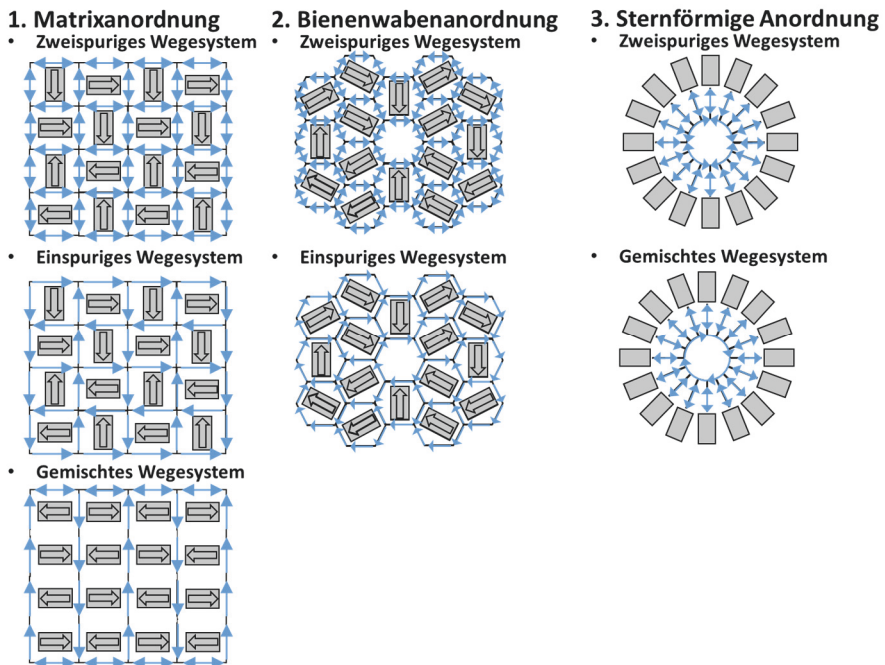 1. Matrixanordnung
• Zweispuriges Wegesystem
• Einspuriges Wegesystem
• Gemischtes Wegesystem
2. Bienenwabenanordnung
• Zweispuriges Wegesystem
• Einspuriges Wegesystem
3. Sternförmige Anordnung
• Zweispuriges Wegesystem
• Gemischtes Wegesystem